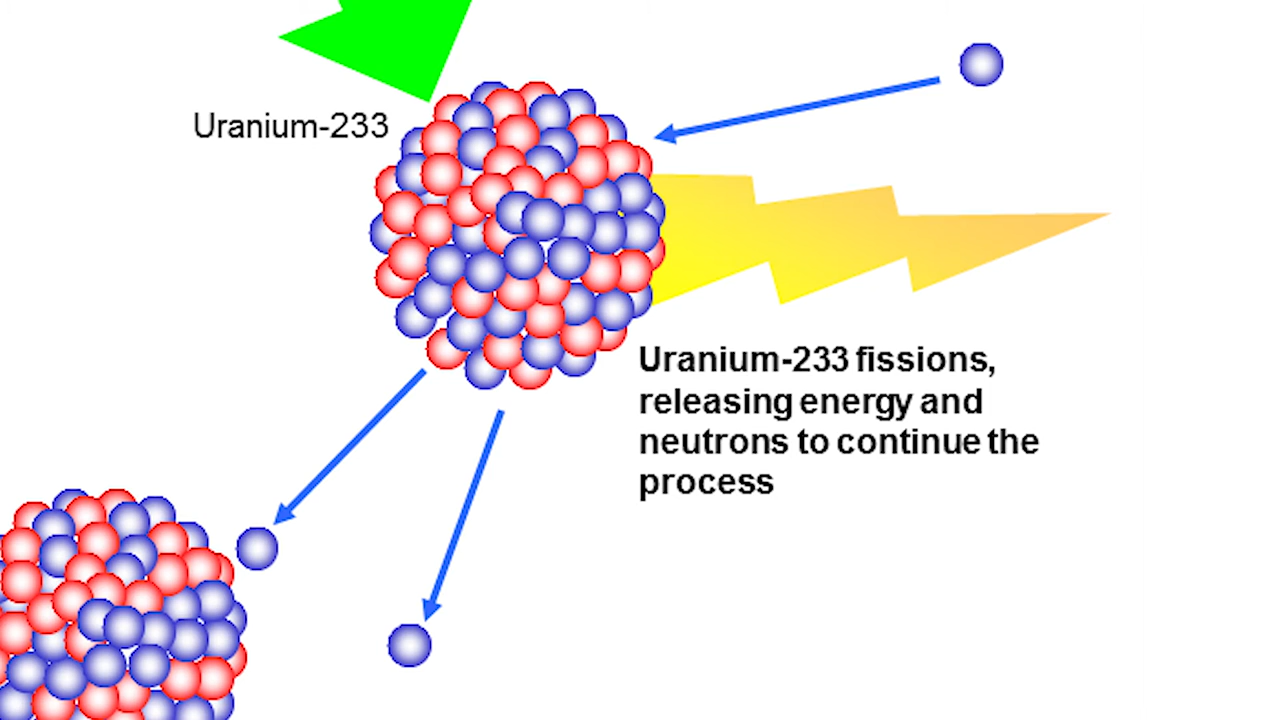 Uranium-233
Uranium-233 fissions,
releasing energy and
neutrons to continue the
process